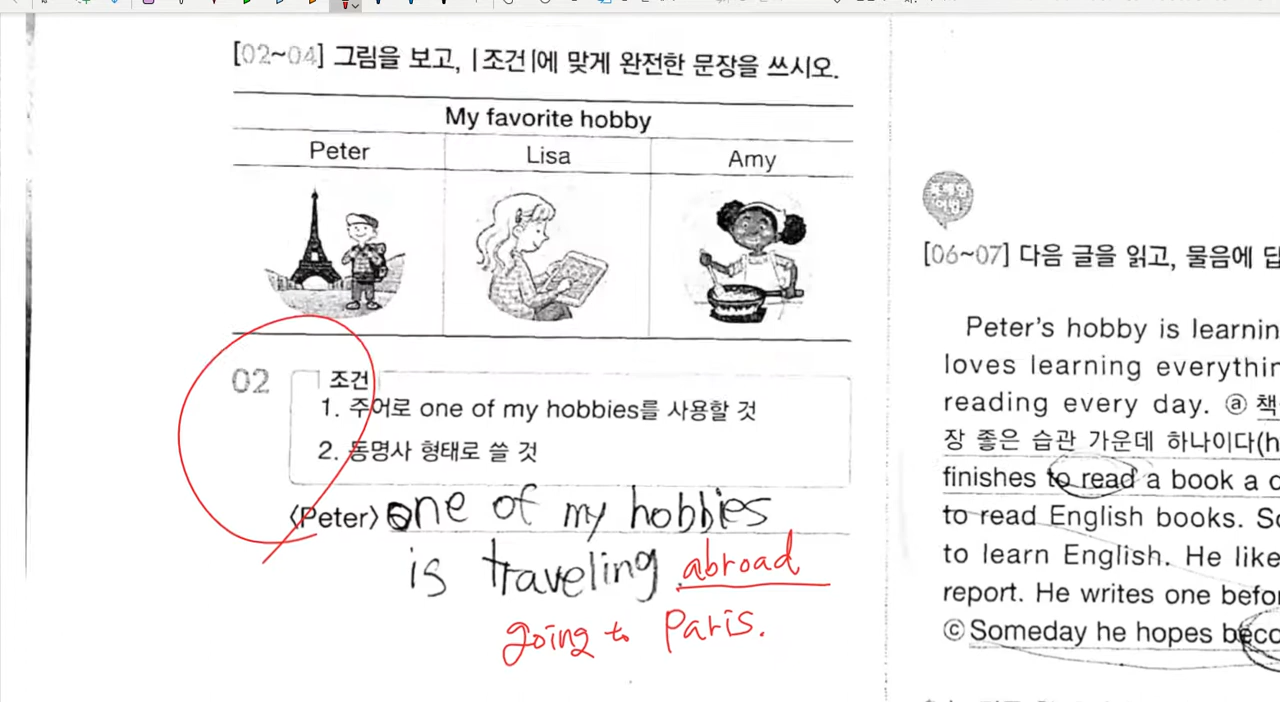 [02~04] 그림을 보고, |조건|에 맞게 완전한 문장을 쓰시오.
My favorite hobby
Peter Lisa Amy
02
조건
1. 주어로 one of my hobbies를 사용할 것
2. 동명사 형태로 쓸 것
<Peter> One of my hobbies
is traveling abroad
going to Paris.
[06~07] 다음 글을 읽고, 물음에 답
Peter's hobby is learnin
loves learning everythin
reading every day. ⓐ 책
장 좋은 습관 가운데 하나이다(h
finishes to read a book a d
to read English books. So
to learn English. He like
report. He writes one befor
ⓒ Someday he hopes beco